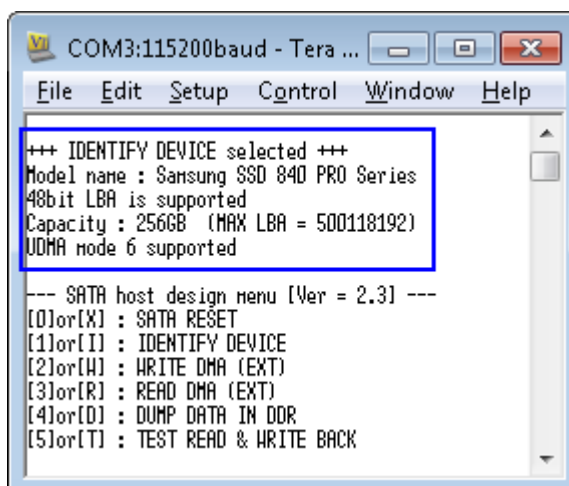 COM3:115200baud - Tera ...
File Edit Setup Control Window Help
+++ IDENTIFY DEVICE selected +++
Model name : Samsung SSD 840 PRO Series
48bit LBA is supported
Capacity : 256GB (MAX LBA = 500118192)
UDMA mode 6 supported
--- SATA host design menu [Ver = 2.3] ---
[0]or[X] : SATA RESET
[1]or[I] : IDENTIFY DEVICE
[2]or[W] : WRITE DMA (EXT)
[3]or[R] : READ DMA (EXT)
[4]or[D] : DUMP DATA IN DDR
[5]or[T] : TEST READ & WRITE BACK